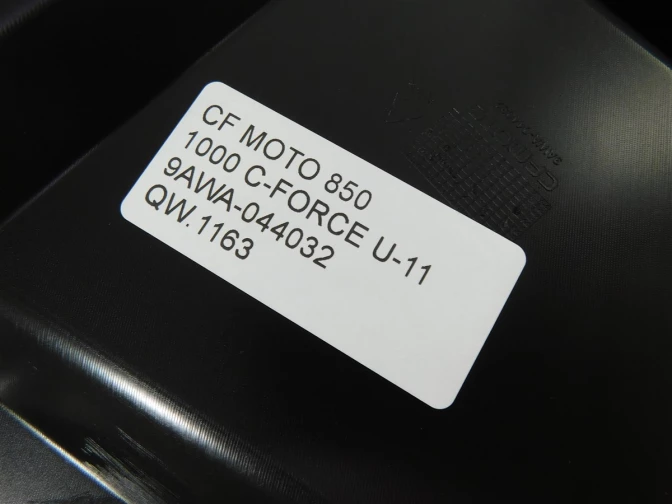 CF MOTO 850
1000 C-FORCE U-11
9AWA-044032
QW.1163